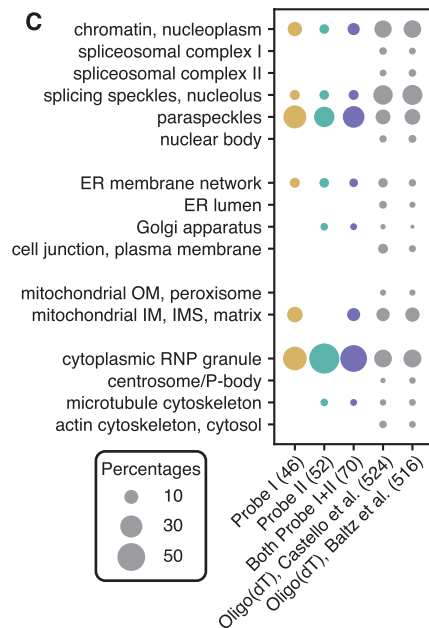 C
chromatin, nucleoplasm
spliceosomal complex I
spliceosomal complex II
splicing speckles, nucleolus
paraspeckles
nuclear body
ER membrane network
ER lumen
Golgi apparatus
cell junction, plasma membrane
mitochondrial OM, peroxisome
mitochondrial IM, IMS, matrix
cytoplasmic RNP granule
centrosome/P-body
microtubule cytoskeleton
actin cytoskeleton, cytosol
Probe I (46)
Probe II (52)
Both Probe I+II (70)
Oligo(dT), Castello et al. (524)
Oligo(dT), Baltz et al. (516)
Percentages
10
30
50